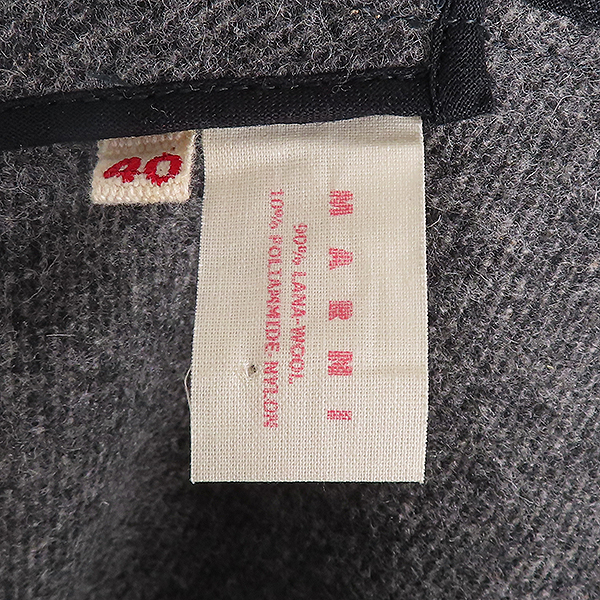 40
MARNI
90% LANA-WOOL
10% POLIAMMIDE NYLON